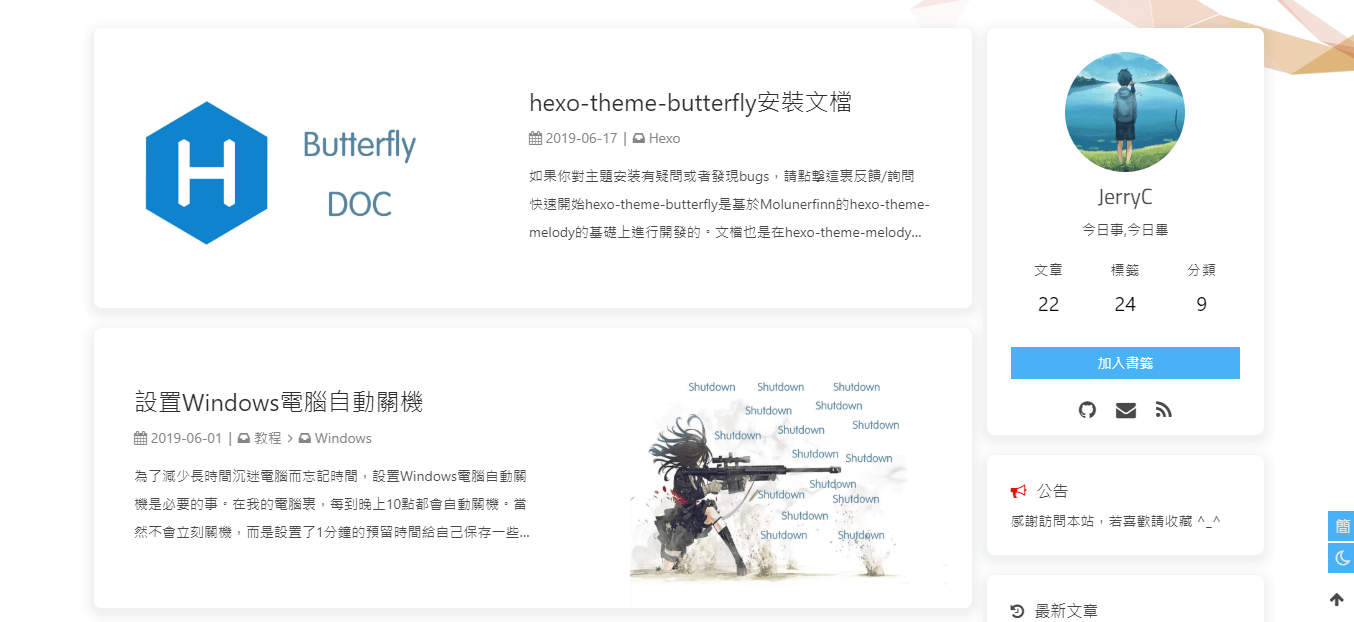 H
Butterfly
DOC
hexo-theme-butterfly安裝文檔
2019-06-17 | Hexo
如果你對主題安装有疑問或者發現bugs，請點擊這裏反饋/詢問
快速開始hexo-theme-butterfly是基於Molunerfinn的hexo-theme-
melody的基礎上進行開發的。文檔也是在hexo-theme-melody...
設置Windows電腦自動關機
2019-06-01 | 教程 > Windows
為了減少長時間沉迷電腦而忘記時間，設置Windows電腦自動關
機是必要的事。在我的電腦裏，每到晚上10點都會自動關機。當
然不會立刻關機，而是設置了1分鐘的預留時間給自己保存一些...
Shutdown Shutdown Shutdown
Shutdown Shutdown
Shutdown Shutdown Shutdown
Shutdown Shutdown
Shutdown
Shutdown Shutdown
Shutdown
Shutdown Shutdown
JerryC
今日事,今日畢
文章 標籤 分類
22 24 9
加入書籤
公告
感謝訪問本站，若喜歡請收藏 ^_^
最新文章
簡